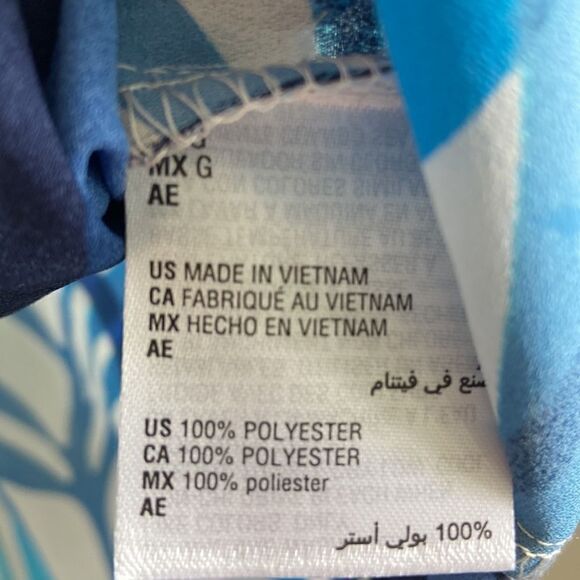 MX G
AE
US MADE IN VIETNAM
CA FABRIQUÉ AU VIETNAM
MX HECHO EN VIETNAM
AE
صُنع في فيتنام
US 100% POLYESTER
CA 100% POLYESTER
MX 100% poliester
AE
100% بولي أستر